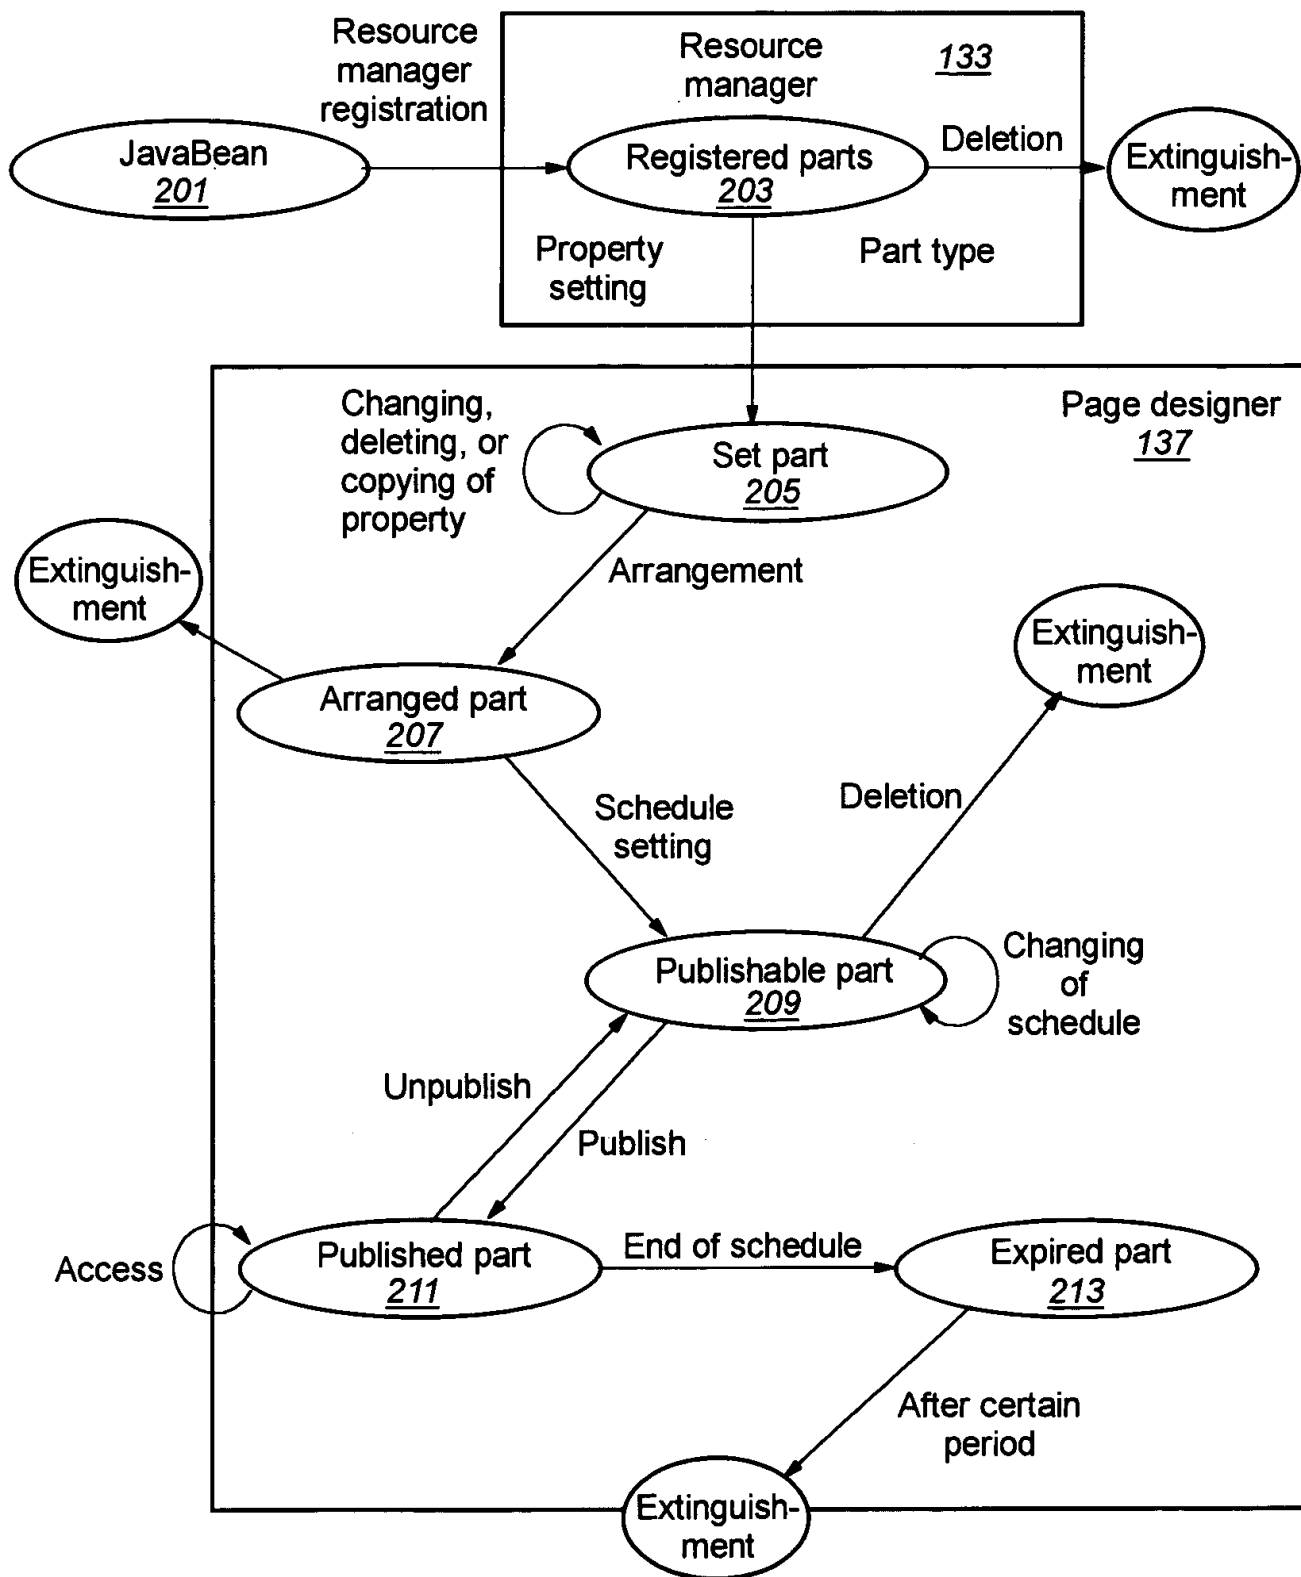 Resource
manager
registration
Resource
manager
133
JavaBean
201
Registered parts
203
Deletion
Extinguish-
ment
Property
setting
Part type
Page designer
137
Changing,
deleting, or
copying of
property
Set part
205
Extinguish-
ment
Arrangement
Extinguish-
ment
Arranged part
207
Schedule
setting
Deletion
Publishable part
209
Changing
of
schedule
Unpublish
Publish
Access
Published part
211
End of schedule
Expired part
213
After certain
period
Extinguish-
ment